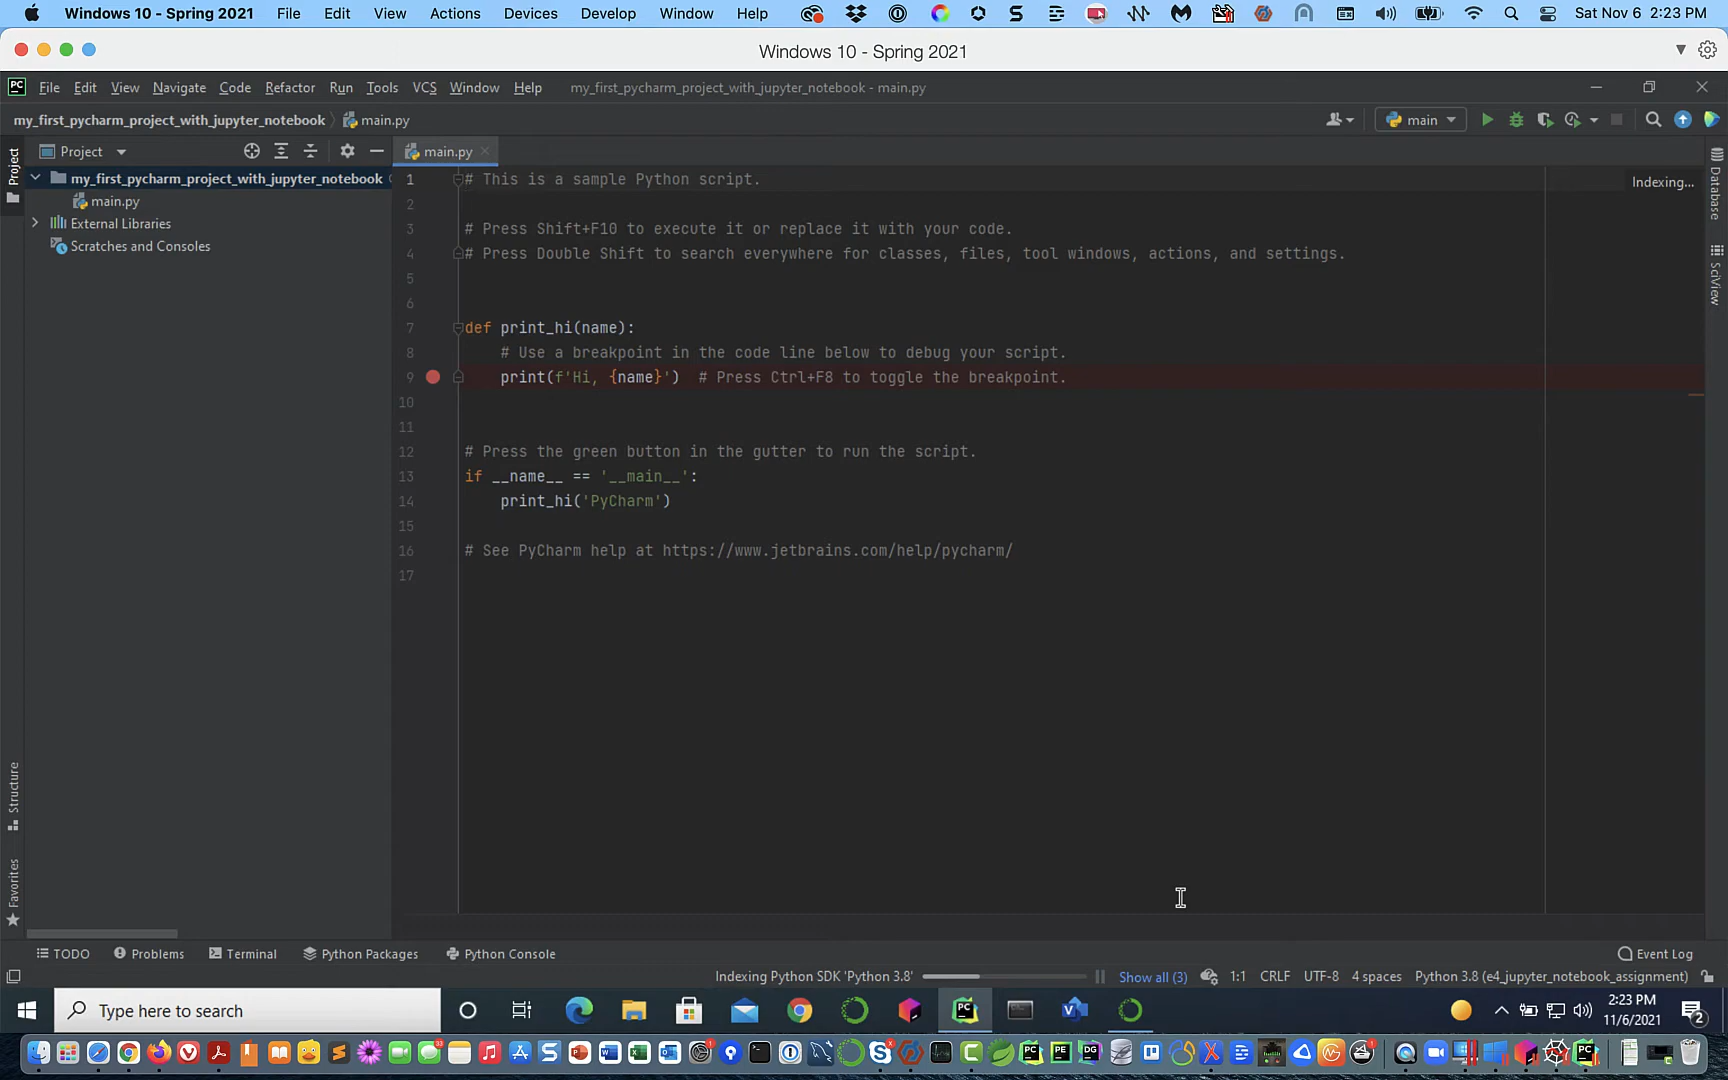 Windows 10 - Spring 2021 File Edit View Actions Devices Develop Window Help Sat Nov 6 2:23 PM
Windows 10 - Spring 2021
PC File Edit View Navigate Code Refactor Run Tools VCS Window Help my_first_pycharm_project_with_jupyter_notebook - main.py
my_first_pycharm_project_with_jupyter_notebook main.py main
Project Project main.py
my_first_pycharm_project_with_jupyter_notebook
main.py
External Libraries
Scratches and Consoles
1 # This is a sample Python script.
Indexing...
2
3 # Press Shift+F10 to execute it or replace it with your code.
4 # Press Double Shift to search everywhere for classes, files, tool windows, actions, and settings.
5
6
7 def print_hi(name):
8 # Use a breakpoint in the code line below to debug your script.
9 print(f'Hi, {name}') # Press Ctrl+F8 to toggle the breakpoint.
10
11
12 # Press the green button in the gutter to run the script.
13 if __name__ == '__main__':
14 print_hi('PyCharm')
15
16 # See PyCharm help at https://www.jetbrains.com/help/pycharm/
17
Database
SciView
Structure
Favorites
TODO Problems Terminal Python Packages Python Console Event Log
Indexing Python SDK 'Python 3.8' Show all (3) 1:1 CRLF UTF-8 4 spaces Python 3.8 (e4_jupyter_notebook_assignment)
Type here to search PC 2:23 PM
11/6/2021 2